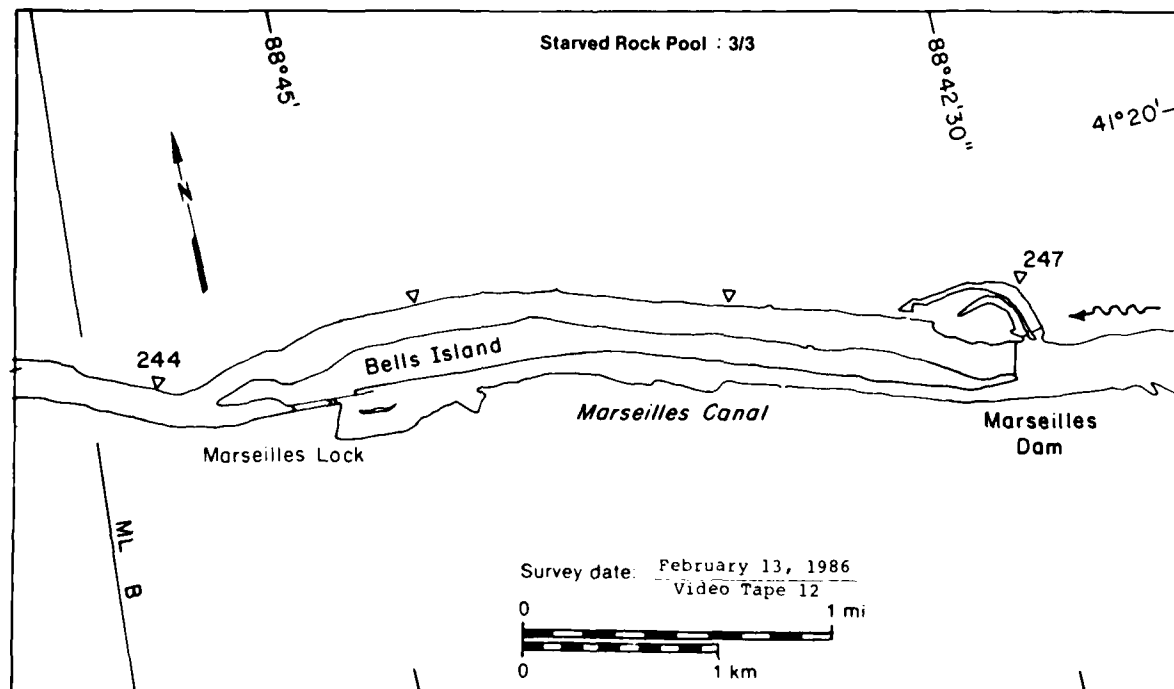 Starved Rock Pool : 3/3
88°45'
88°42'30"
41°20'
N
247
244
Bells Island
Marseilles Canal
Marseilles Lock
Marseilles
Dam
ML B
Survey date: February 13, 1986
Video Tape 12
0 1 mi
0 1 km